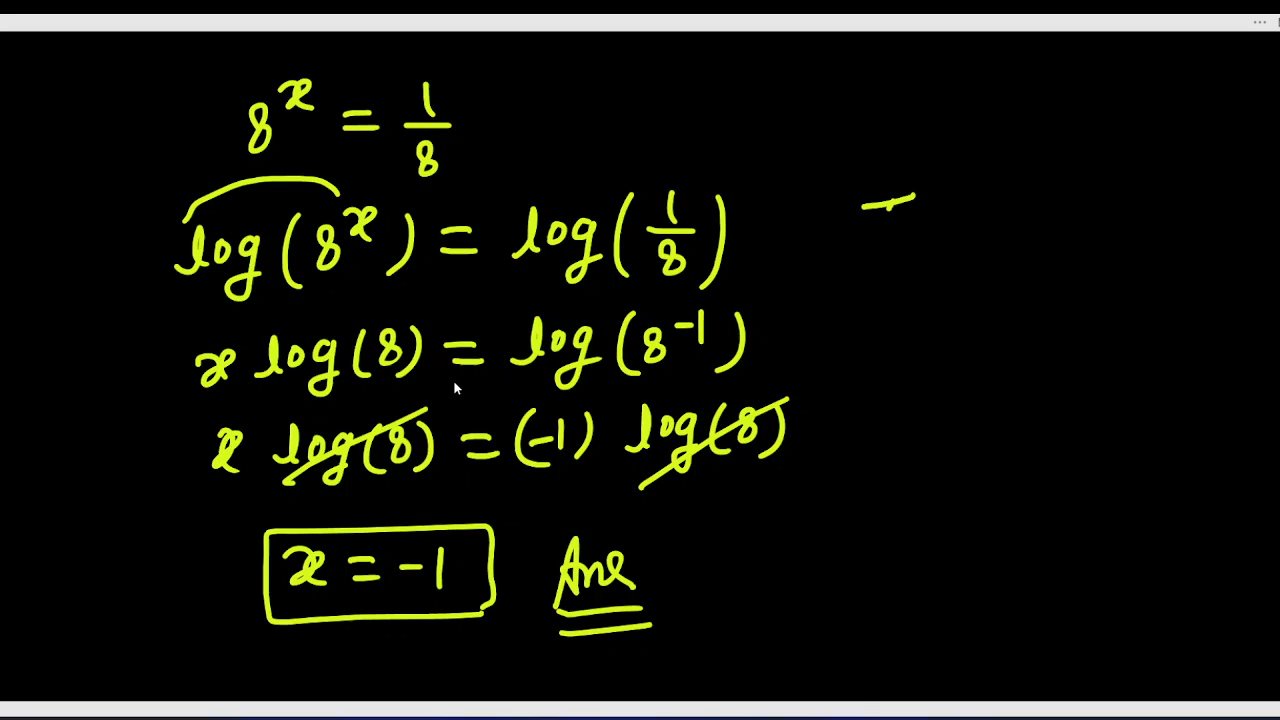 8^x = 1/8
log(8^x) = log(1/8)
x log(8) = log(8^-1)
x log(8) = (-1) log(8)
x = -1 Ans